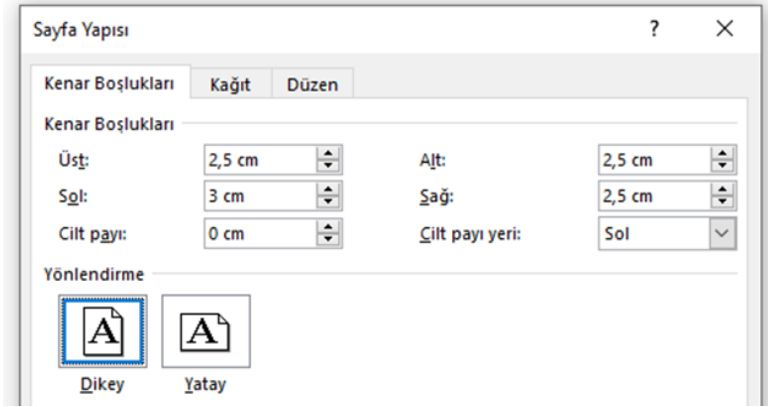 Sayfa Yapısı ?
Kenar Boşlukları Kağıt Düzen
Kenar Boşlukları
Üst: 2,5 cm Alt: 2,5 cm
Sol: 3 cm Sağ: 2,5 cm
Cilt payı: 0 cm Cilt payı yeri: Sol
Yönlendirme
A A
Dikey Yatay